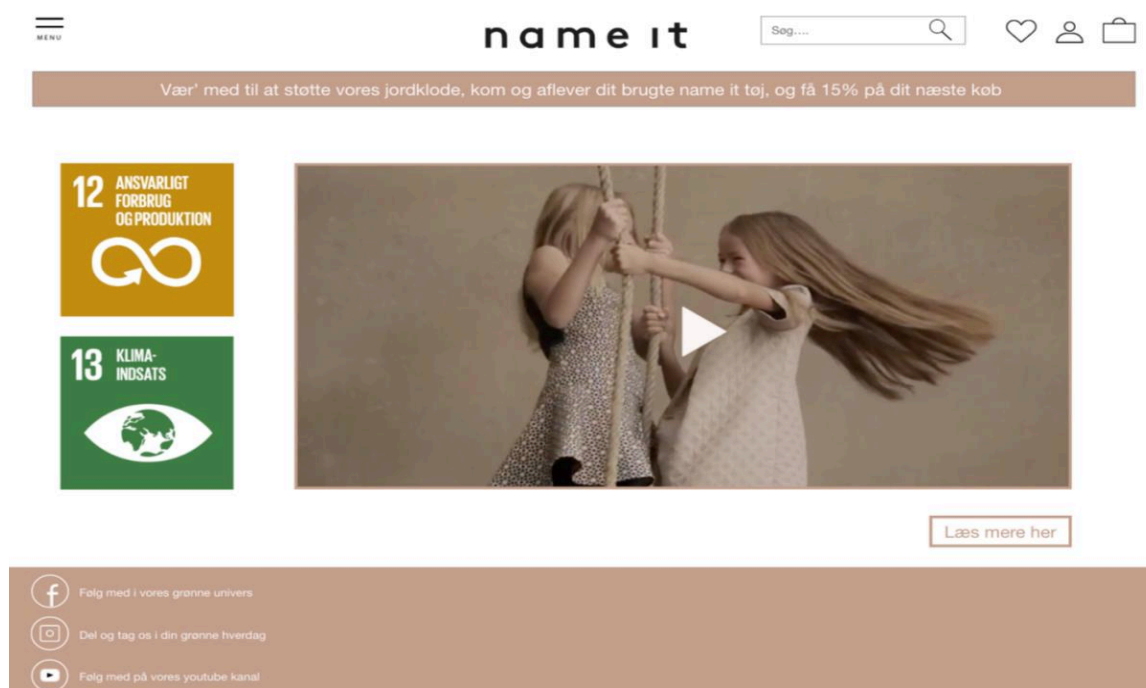 MENU
name it
Søg....
Vær' med til at støtte vores jordklode, kom og aflever dit brugte name it tøj, og få 15% på dit næste køb
12 ANSVARLIGT
FORBRUG
OG PRODUKTION
13 KLIMA-
INDSATS
Læs mere her
Følg med i vores grønne univers
Del og tag os i din grønne hverdag
Følg med på vores youtube kanal